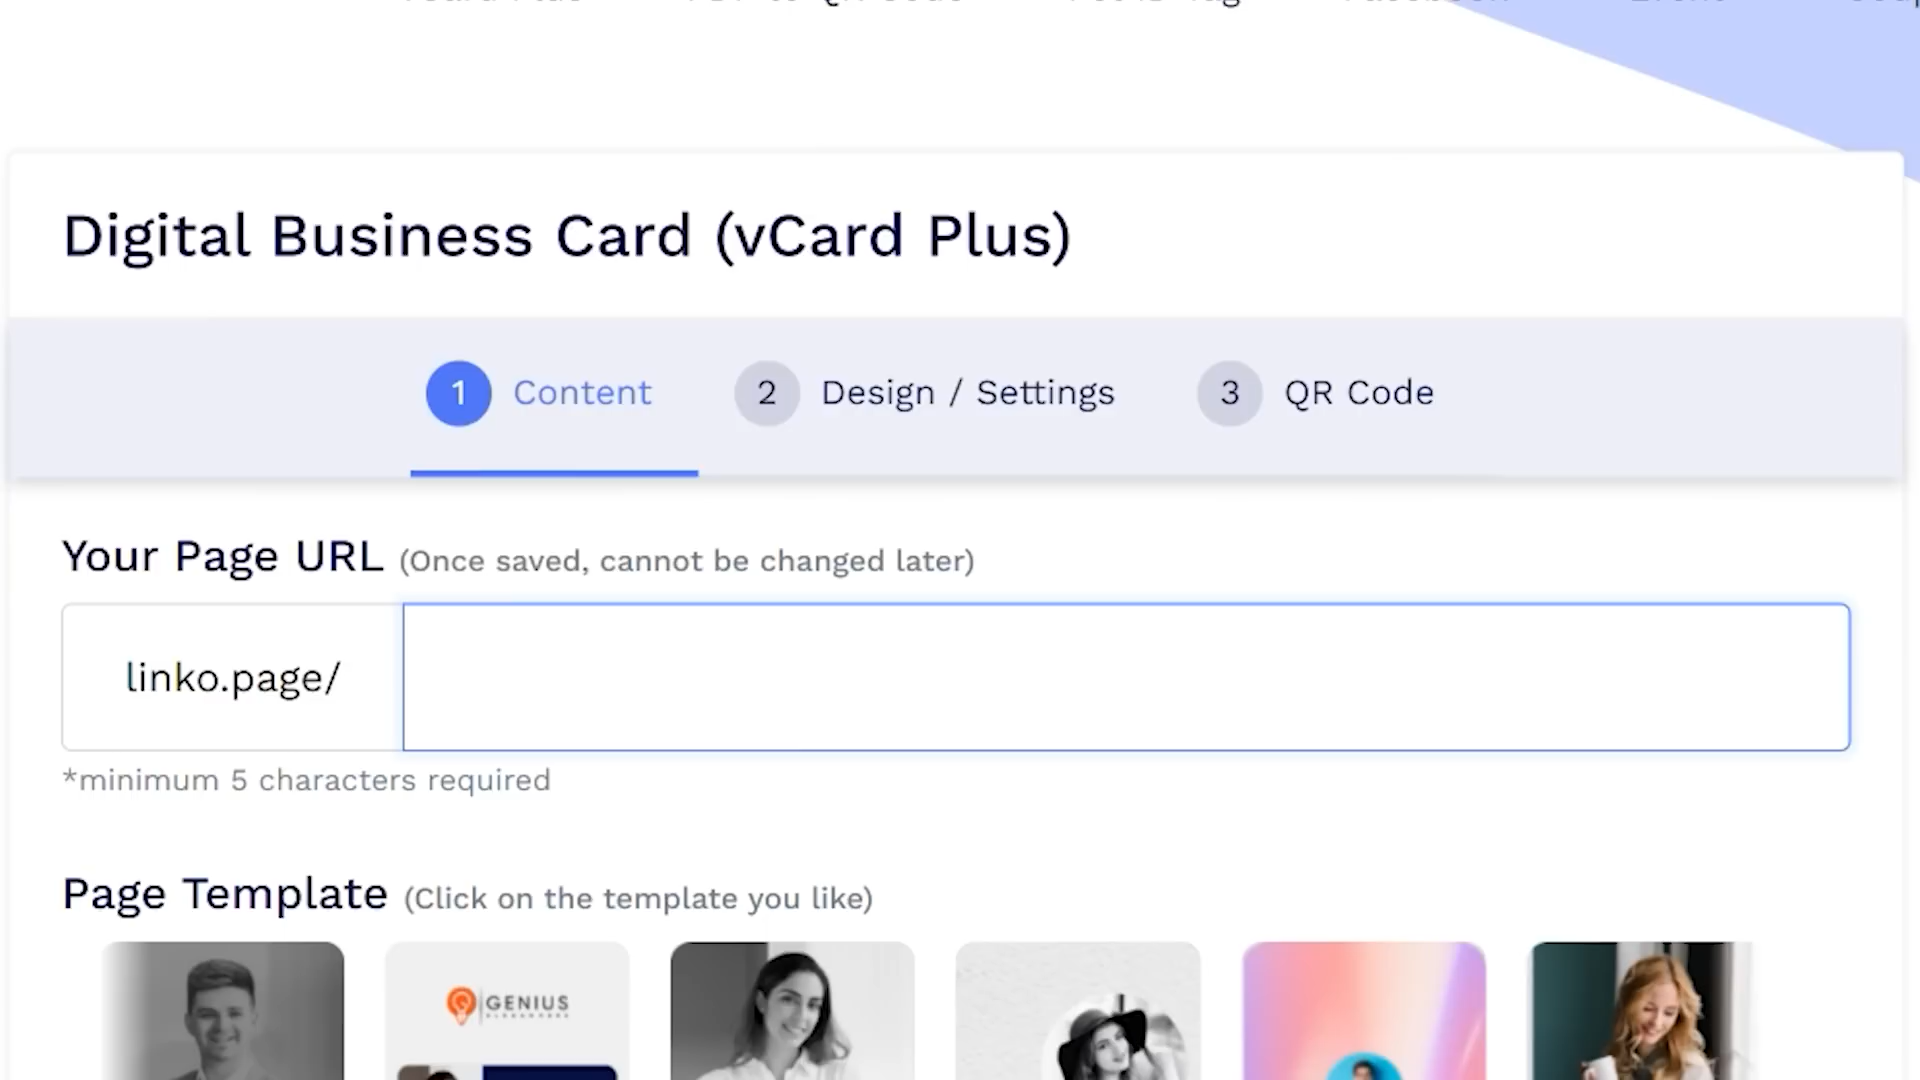 Digital Business Card (vCard Plus)
1 Content
2 Design / Settings
3 QR Code
Your Page URL (Once saved, cannot be changed later)
linko.page/
*minimum 5 characters required
Page Template (Click on the template you like)
GENIUS